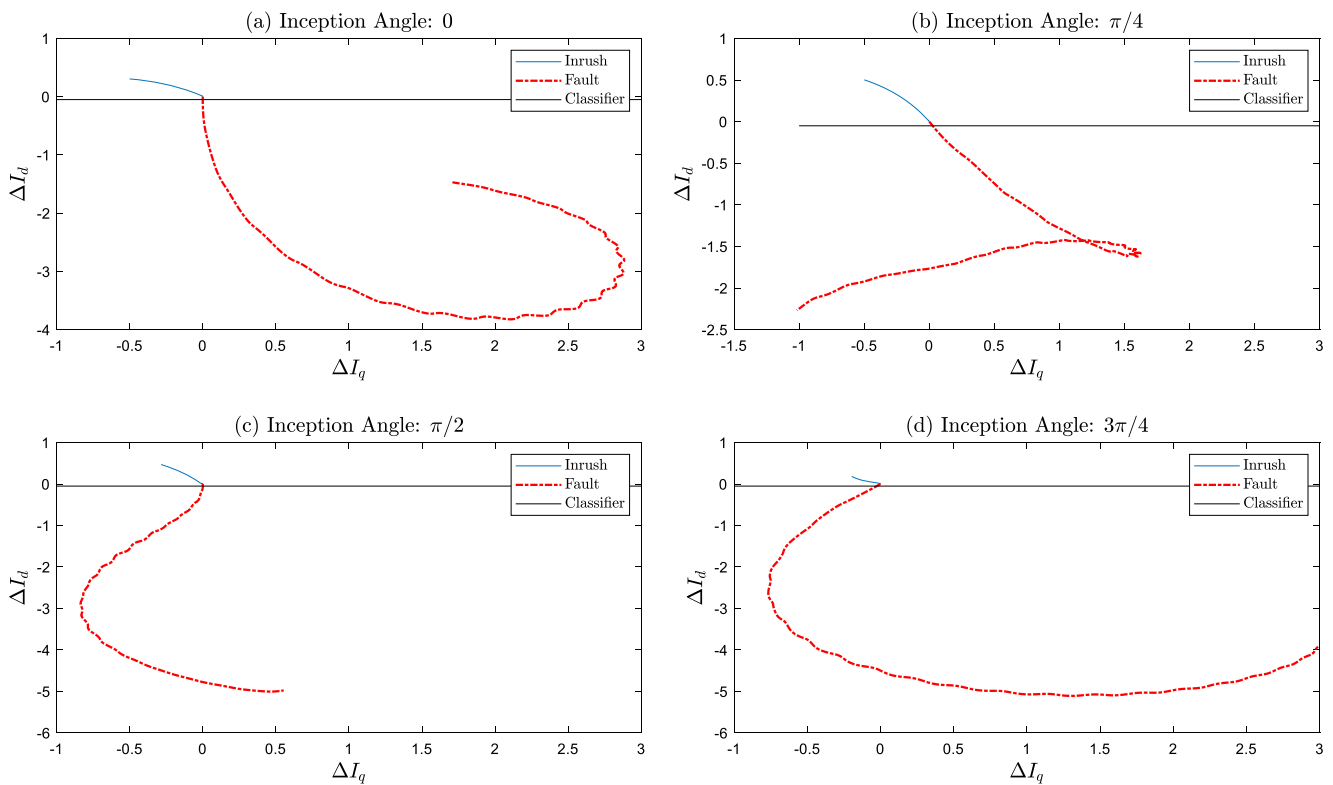 (a) Inception Angle: 0
1
0
-1
-2
-3
-4
ΔI_d
-1 -0.5 0 0.5 1 1.5 2 2.5 3
ΔI_q
Inrush
Fault
Classifier
(b) Inception Angle: π/4
1
0.5
0
-0.5
-1
-1.5
-2
-2.5
ΔI_d
-1.5 -1 -0.5 0 0.5 1 1.5 2 2.5 3
ΔI_q
Inrush
Fault
Classifier
(c) Inception Angle: π/2
1
0
-1
-2
-3
-4
-5
-6
ΔI_d
-1 -0.5 0 0.5 1 1.5 2 2.5 3
ΔI_q
Inrush
Fault
Classifier
(d) Inception Angle: 3π/4
1
0
-1
-2
-3
-4
-5
-6
ΔI_d
-1 -0.5 0 0.5 1 1.5 2 2.5 3
ΔI_q
Inrush
Fault
Classifier